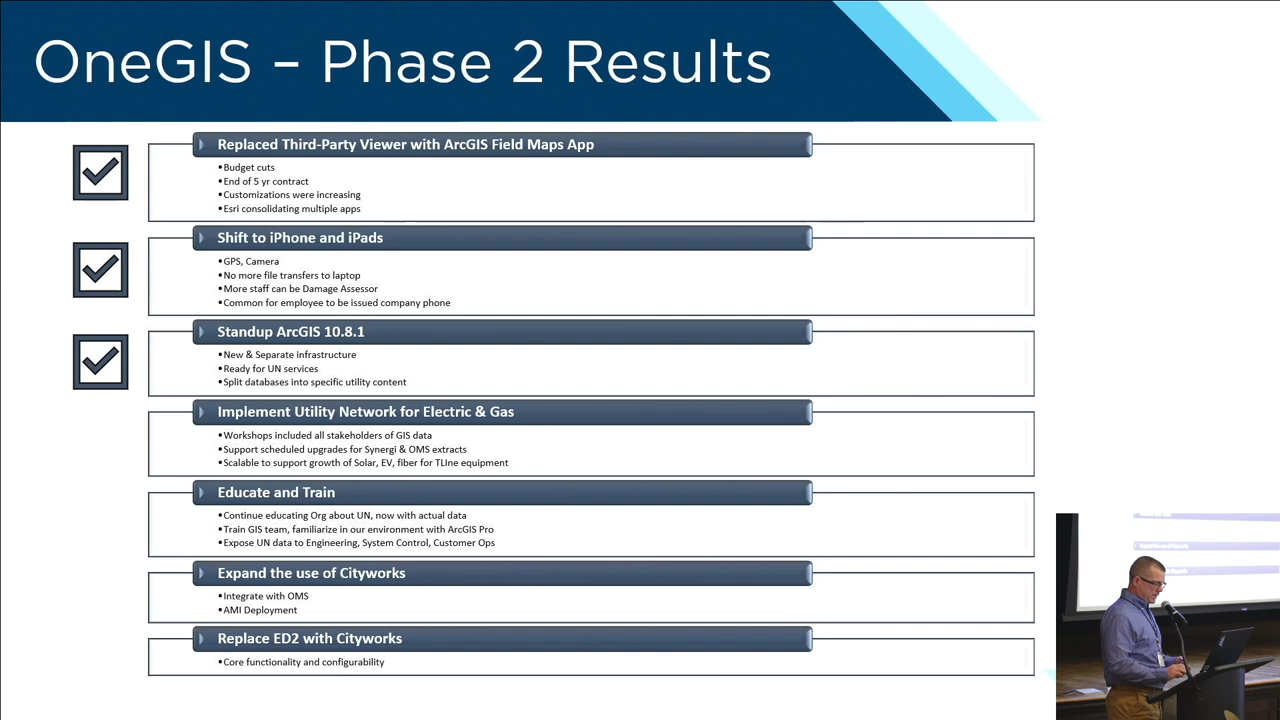 OneGIS – Phase 2 Results
Replaced Third-Party Viewer with ArcGIS Field Maps App
•Budget cuts
•End of 5 yr contract
•Customizations were increasing
•Esri consolidating multiple apps
Shift to iPhone and iPads
•GPS, Camera
•No more file transfers to laptop
•More staff can be Damage Assessor
•Common for employee to be issued company phone
Standup ArcGIS 10.8.1
•New & Separate infrastructure
•Ready for UN services
•Split databases into specific utility content
Implement Utility Network for Electric & Gas
•Workshops included all stakeholders of GIS data
•Support scheduled upgrades for Synergi & OMS extracts
•Scalable to support growth of Solar, EV, fiber for TLIne equipment
Educate and Train
•Continue educating Org about UN, now with actual data
•Train GIS team, familiarize in our environment with ArcGIS Pro
•Expose UN data to Engineering, System Control, Customer Ops
Expand the use of Cityworks
•Integrate with OMS
•AMI Deployment
Replace ED2 with Cityworks
•Core functionality and configurability